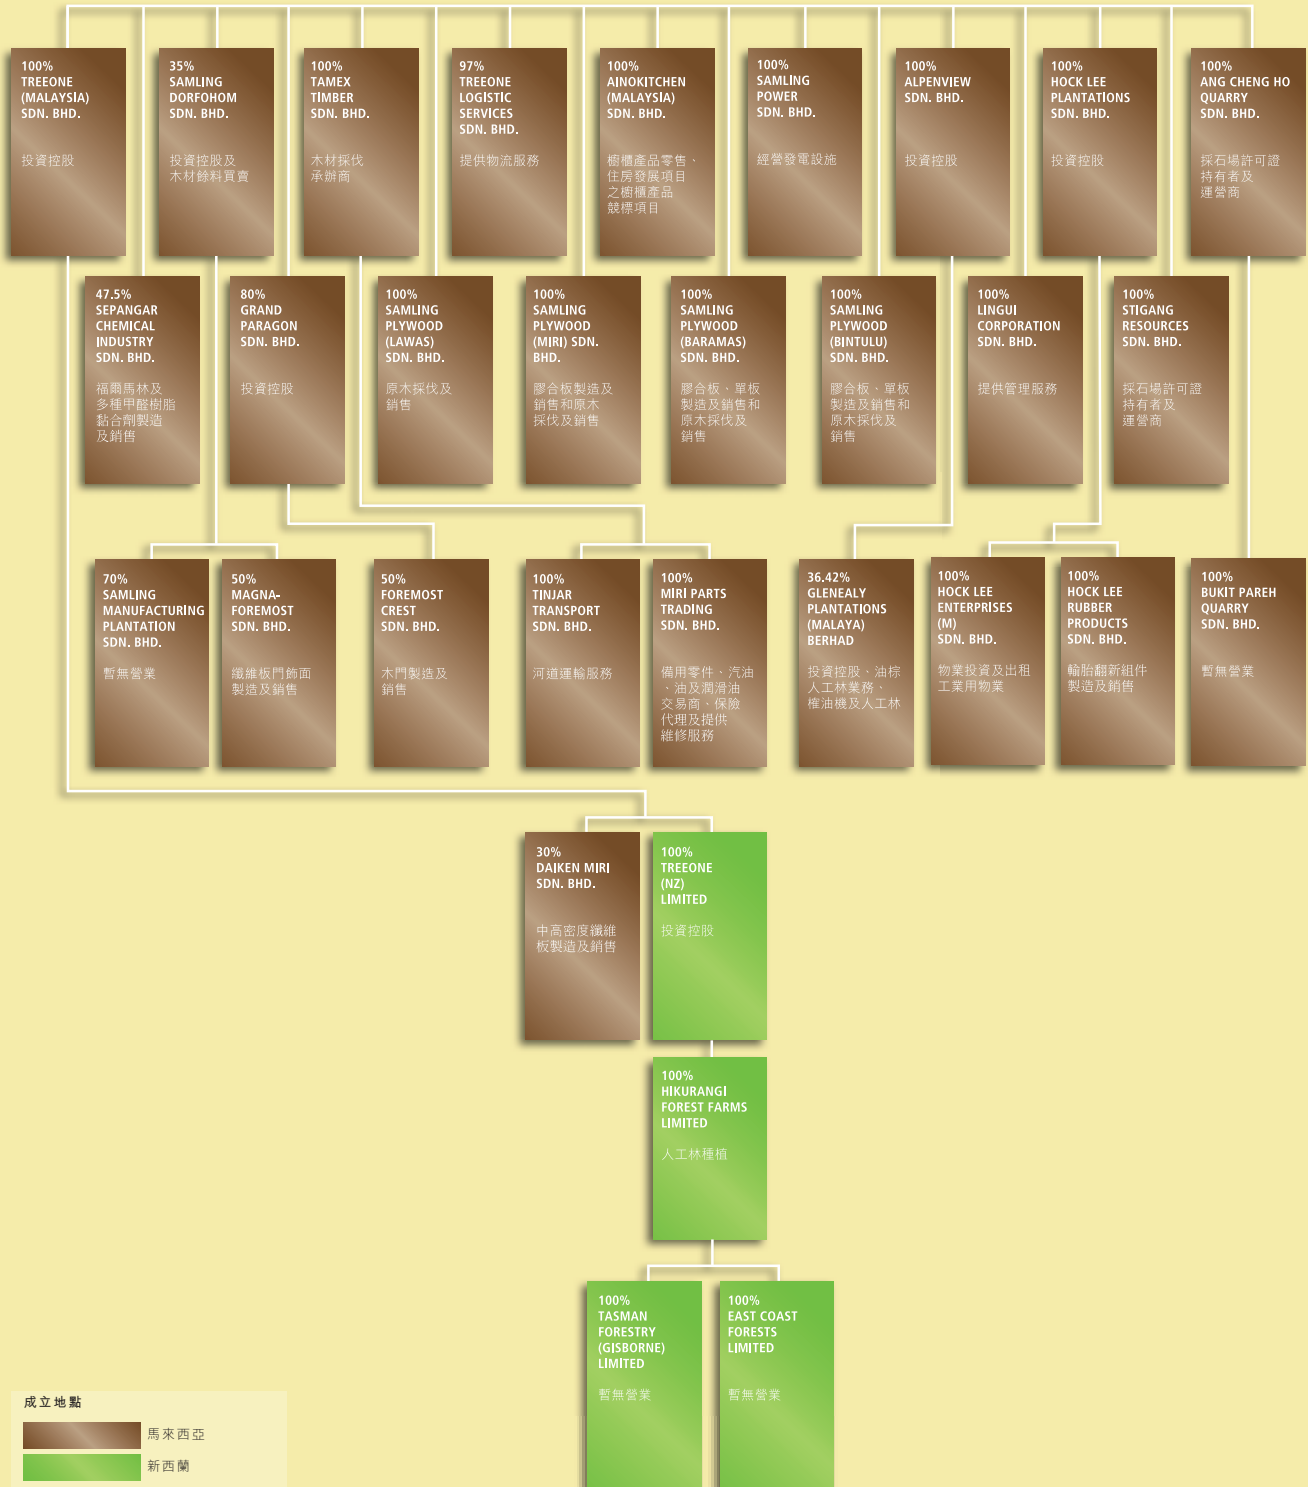 100%
TREEONE
(MALAYSIA)
SDN. BHD.
投資控股
35%
SAMLING
DORFOHOM
SDN. BHD.
投資控股及
木材餘料買賣
100%
TAMEX
TIMBER
SDN. BHD.
木材採伐
承辦商
97%
TREEONE
LOGISTIC
SERVICES
SDN. BHD.
提供物流服務
100%
AINOKITCHEN
(MALAYSIA)
SDN. BHD.
櫥櫃產品零售、
住房發展項目
之櫥櫃產品
競標項目
100%
SAMLING
POWER
SDN. BHD.
經營發電設施
100%
ALPENVIEW
SDN. BHD.
投資控股
100%
HOCK LEE
PLANTATIONS
SDN. BHD.
投資控股
100%
ANG CHENG HO
QUARRY
SDN. BHD.
採石場許可證
持有者及
運營商
47.5%
SEPANGAR
CHEMICAL
INDUSTRY
SDN. BHD.
福爾馬林及
多種甲醛樹脂
黏合劑製造
及銷售
80%
GRAND
PARAGON
SDN. BHD.
投資控股
100%
SAMLING
PLYWOOD
(LAWAS)
SDN. BHD.
原木採伐及
銷售
100%
SAMLING
PLYWOOD
(MIRI) SDN.
BHD.
膠合板製造及
銷售和原木
採伐及銷售
100%
SAMLING
PLYWOOD
(BARAMAS)
SDN. BHD.
膠合板、單板
製造及銷售和
原木採伐及
銷售
100%
SAMLING
PLYWOOD
(BINTULU)
SDN. BHD.
膠合板、單板
製造及銷售和
原木採伐及
銷售
100%
LINGUI
CORPORATION
SDN. BHD.
提供管理服務
100%
STIGANG
RESOURCES
SDN. BHD.
採石場許可證
持有者及
運營商
70%
SAMLING
MANUFACTURING
PLANTATION
SDN. BHD.
暫無營業
50%
MAGNA-
FOREMOST
SDN. BHD.
纖維板門飾面
製造及銷售
50%
FOREMOST
CREST
SDN. BHD.
木門製造及
銷售
100%
TINJAR
TRANSPORT
SDN. BHD.
河道運輸服務
100%
MIRI PARTS
TRADING
SDN. BHD.
備用零件、汽油
、油及潤滑油
交易商、保險
代理及提供
維修服務
36.42%
GLENEALY
PLANTATIONS
(MALAYA)
BERHAD
投資控股、油棕
人工林業務、
榨油機及人工林
100%
HOCK LEE
ENTERPRISES
(M)
SDN. BHD.
物業投資及出租
工業用物業
100%
HOCK LEE
RUBBER
PRODUCTS
SDN. BHD.
輪胎翻新組件
製造及銷售
100%
BUKIT PAREH
QUARRY
SDN. BHD.
暫無營業
30%
DAIKEN MIRI
SDN. BHD.
中高密度纖維
板製造及銷售
100%
TREEONE
(NZ)
LIMITED
投資控股
100%
HIKURANGI
FOREST FARMS
LIMITED
人工林種植
100%
TASMAN
FORESTRY
(GISBORNE)
LIMITED
暫無營業
100%
EAST COAST
FORESTS
LIMITED
暫無營業
成立地點
馬來西亞
新西蘭